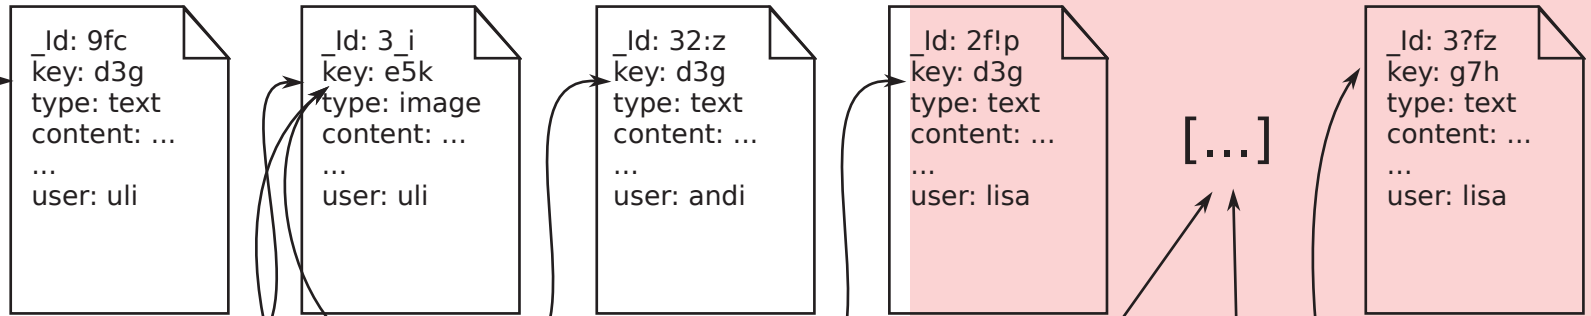 _Id: 9fc
key: d3g
type: text
content: ...
...
user: uli
_Id: 3_i
key: e5k
type: image
content: ...
...
user: uli
_Id: 32:z
key: d3g
type: text
content: ...
...
user: andi
_Id: 2f!p
key: d3g
type: text
content: ...
...
user: lisa
[...]
_Id: 3?fz
key: g7h
type: text
content: ...
...
user: lisa